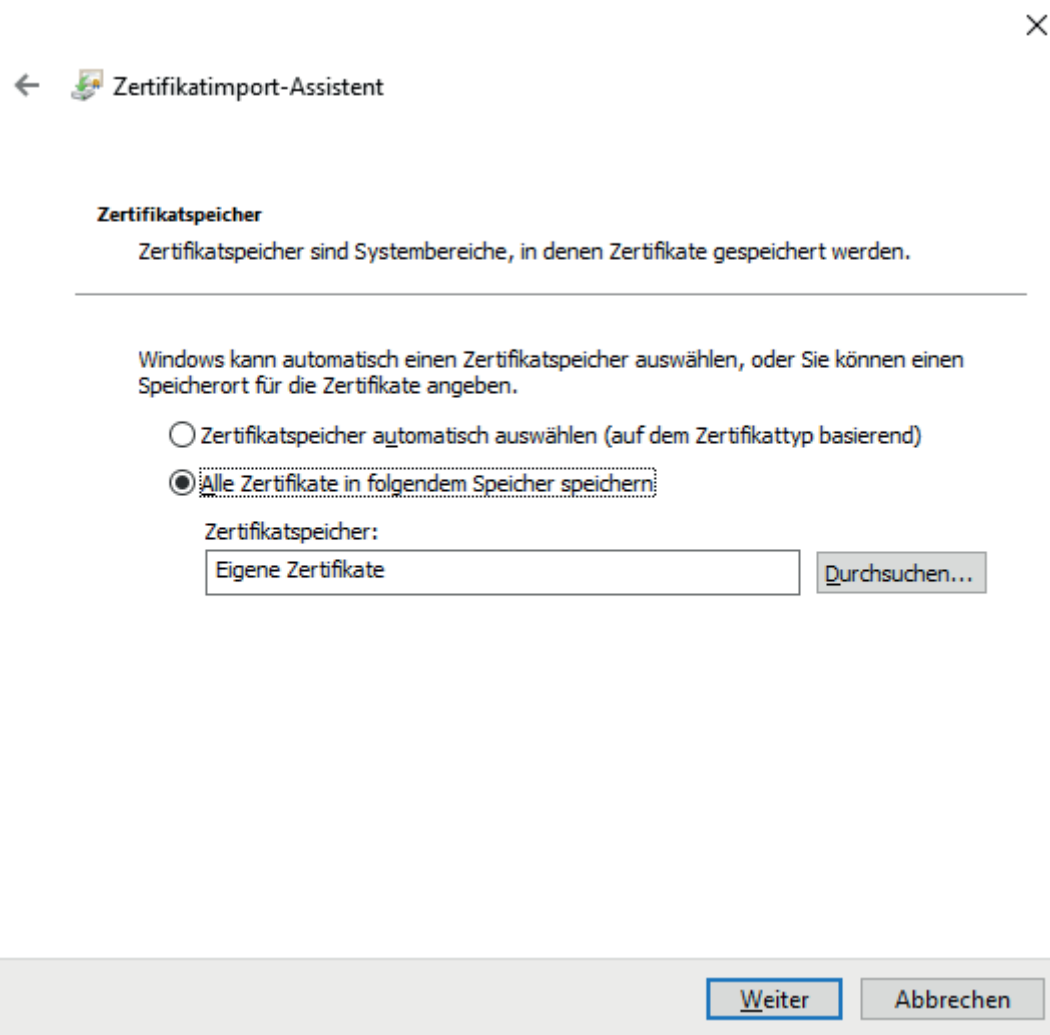 Zertifikatimport-Assistent
Zertifikatspeicher
Zertifikatspeicher sind Systembereiche, in denen Zertifikate gespeichert werden.
Windows kann automatisch einen Zertifikatspeicher auswählen, oder Sie können einen
Speicherort für die Zertifikate angeben.
Zertifikatspeicher automatisch auswählen (auf dem Zertifikattyp basierend)
Alle Zertifikate in folgendem Speicher speichern
Zertifikatspeicher:
Eigene Zertifikate
Durchsuchen...
Weiter
Abbrechen